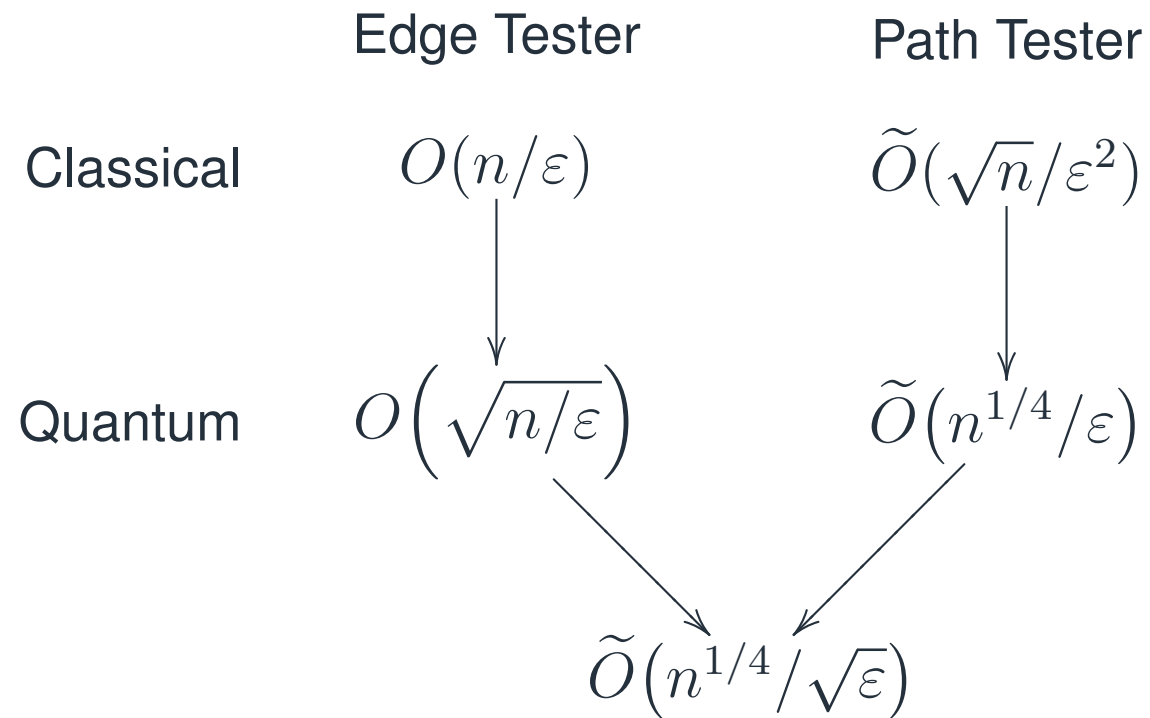 Edge Tester Path Tester
Classical O(n/ε) Õ(√n/ε²)
Quantum O(√(n/ε)) Õ(n^{1/4}/ε)
Õ(n^{1/4}/√ε)